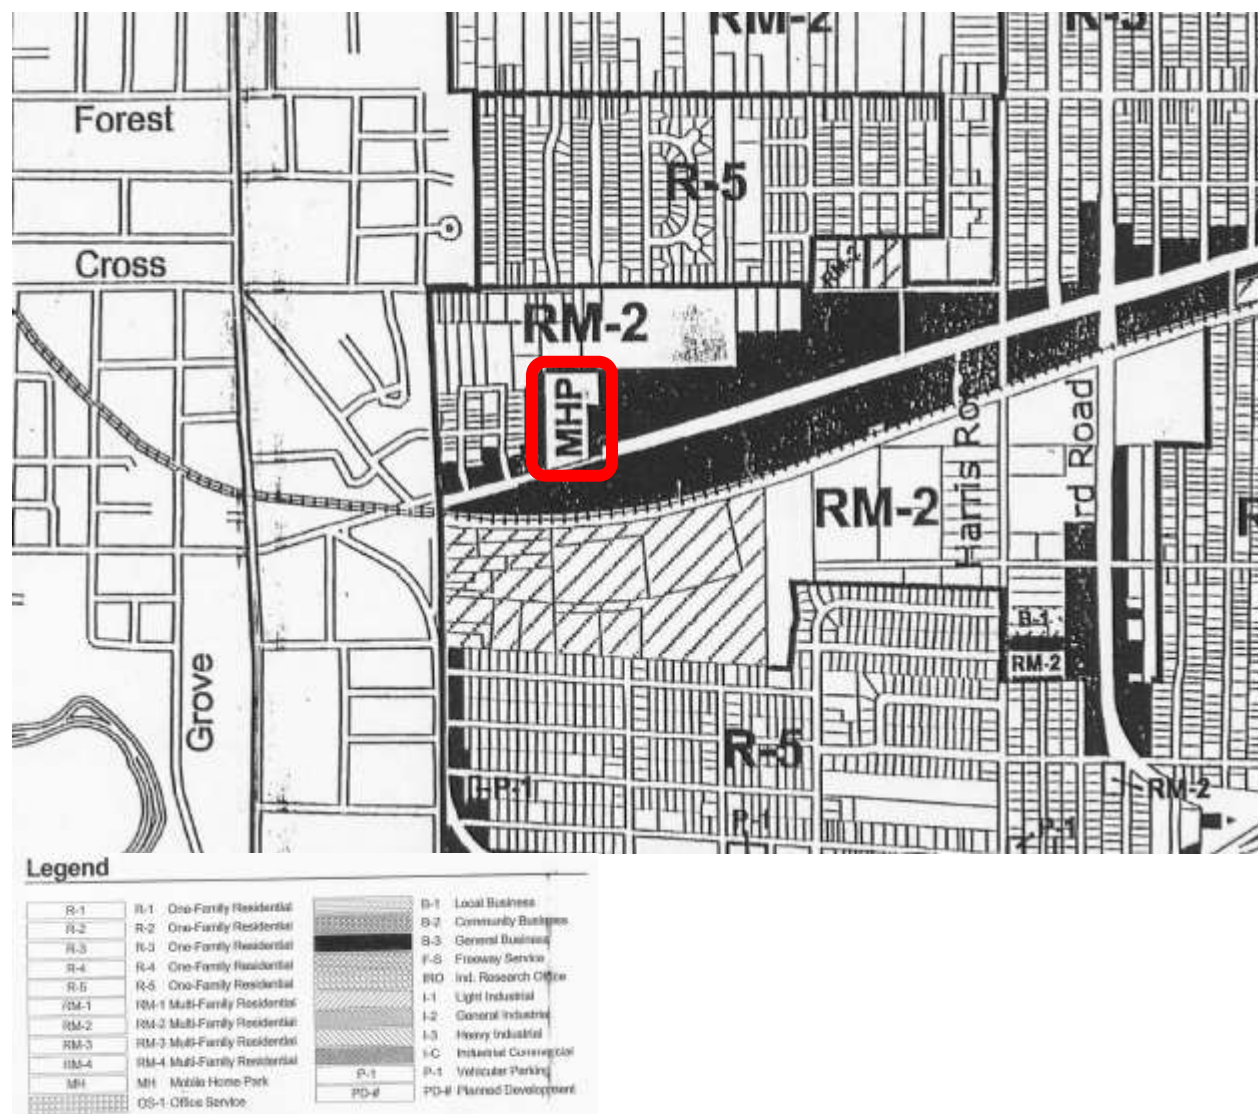 RM-2
R-5
Forest
R-5
Cross
RM-2
RM-2
MHP
Harris Ro
rd Road
RM-2
R
B-1
RM-2
Grove
R-5
P-1
RM-2
P-1
P-1
Legend
R-1 R-1 One-Family Residential
R-2 R-2 One-Family Residential
R-3 R-3 One-Family Residential
R-4 R-4 One-Family Residential
R-5 R-5 One-Family Residential
RM-1 RM-1 Multi-Family Residential
RM-2 RM-2 Multi-Family Residential
RM-3 RM-3 Multi-Family Residential
RM-4 RM-4 Multi-Family Residential
MH MH Mobile Home Park
OS-1 Office Service
B-1 Local Business
B-2 Community Business
B-3 General Business
F-S Freeway Service
IRO Ind. Research Office
I-1 Light Industrial
I-2 General Industrial
I-3 Heavy Industrial
I-C Industrial Commercial
P-1 P-1 Vehicular Parking
PD-# PD-# Planned Development